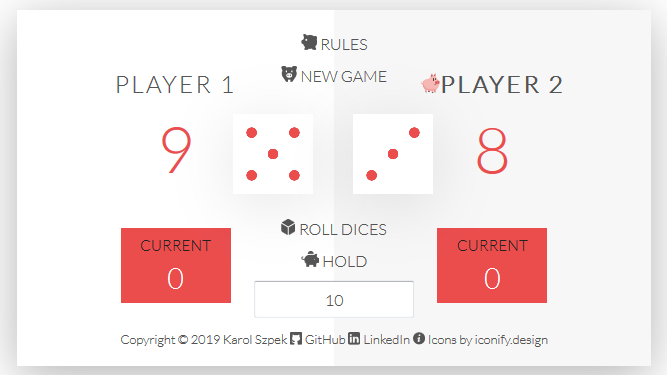 RULES
NEW GAME
PLAYER 1
PLAYER 2
9
8
ROLL DICES
HOLD
CURRENT
0
CURRENT
0
10
Copyright © 2019 Karol Szpek GitHub LinkedIn Icons by iconify.design